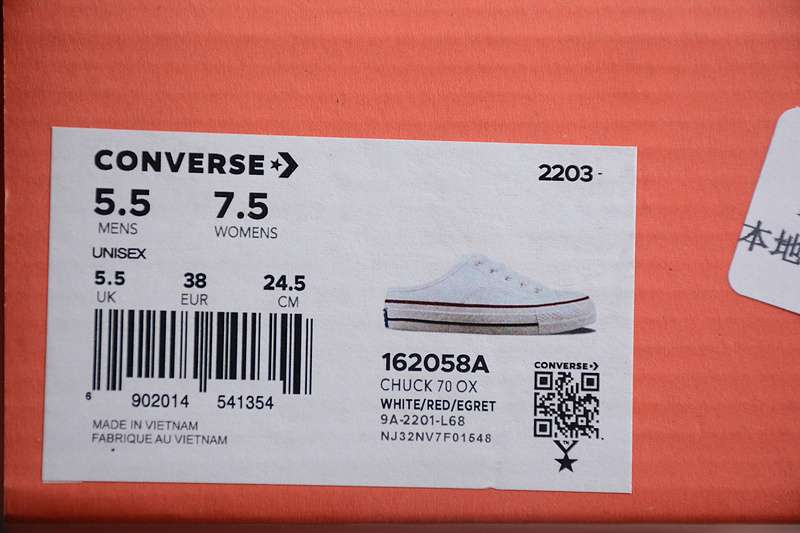 CONVERSE
2203-
5.5 7.5
MENS WOMENS
UNISEX
5.5 38 24.5
UK EUR CM
6 902014 541354
MADE IN VIETNAM
FABRIQUE AU VIETNAM
162058A
CHUCK 70 OX
WHITE/RED/EGRET
9A-2201-L68
NJ32NV7F01548
CONVERSE
TM
本地